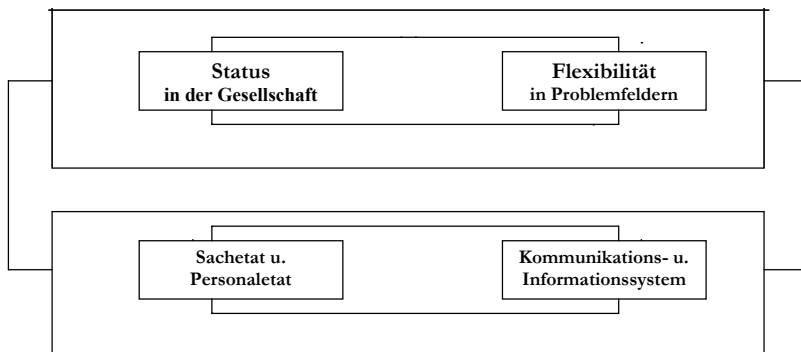 Status
in der Gesellschaft
Flexibilität
in Problemfeldern
Sachetat u.
Personaletat
Kommunikations- u.
Informationssystem